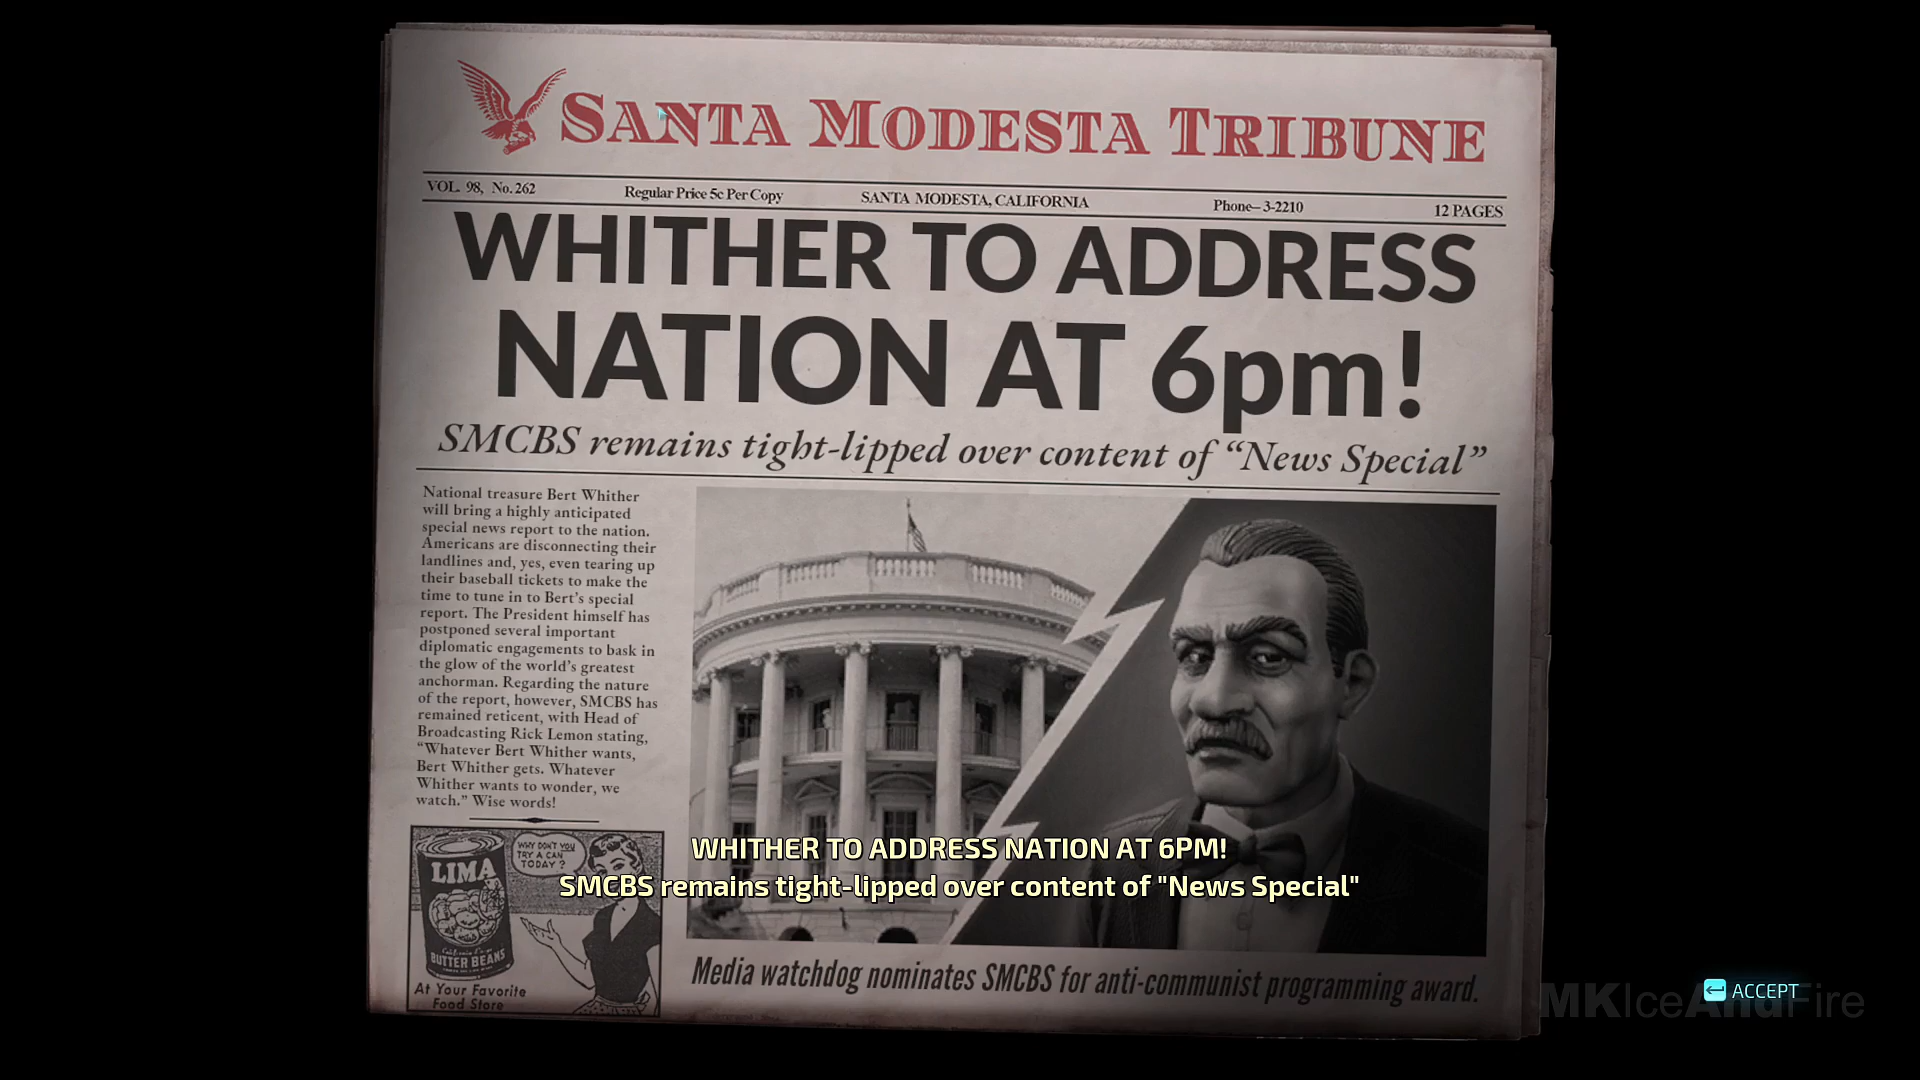 SANTA MODESTA TRIBUNE
VOL. 98, No. 262
Regular Price 5c Per Copy
SANTA MODESTA, CALIFORNIA
Phone– 3-2210
12 PAGES
WHITHER TO ADDRESS
NATION AT 6pm!
SMCBS remains tight-lipped over content of “News Special”
National treasure Bert Whither
will bring a highly anticipated
special news report to the nation.
Americans are disconnecting their
landlines and, yes, even tearing up
their baseball tickets to make the
time to tune in to Bert’s special
report. The President himself has
postponed several important
diplomatic engagements to bask in
the glow of the world’s greatest
anchorman. Regarding the nature
of the report, however, SMCBS has
remained reticent, with Head of
Broadcasting Rick Lemon stating,
“Whatever Bert Whither wants,
Bert Whither gets. Whatever
Whither wants to wonder, we
watch.” Wise words!
WHY DON'T YOU
TRY A CAN
TODAY?
LIMA
BUTTER BEANS
At Your Favorite
Food Store
WHITHER TO ADDRESS NATION AT 6PM!
SMCBS remains tight-lipped over content of "News Special"
Media watchdog nominates SMCBS for anti-communist programming award.
ACCEPT
MKIceAndFire